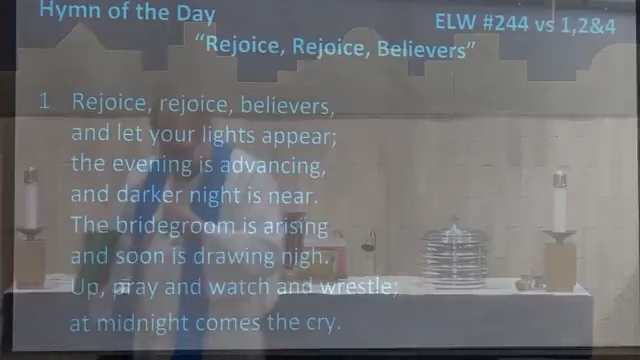 Hymn of the Day
ELW #244 vs 1,2&4
“Rejoice, Rejoice, Believers”
1 Rejoice, rejoice, believers,
and let your lights appear;
the evening is advancing,
and darker night is near.
The bridegroom is arising
and soon is drawing nigh.
Up, pray and watch and wrestle;
at midnight comes the cry.